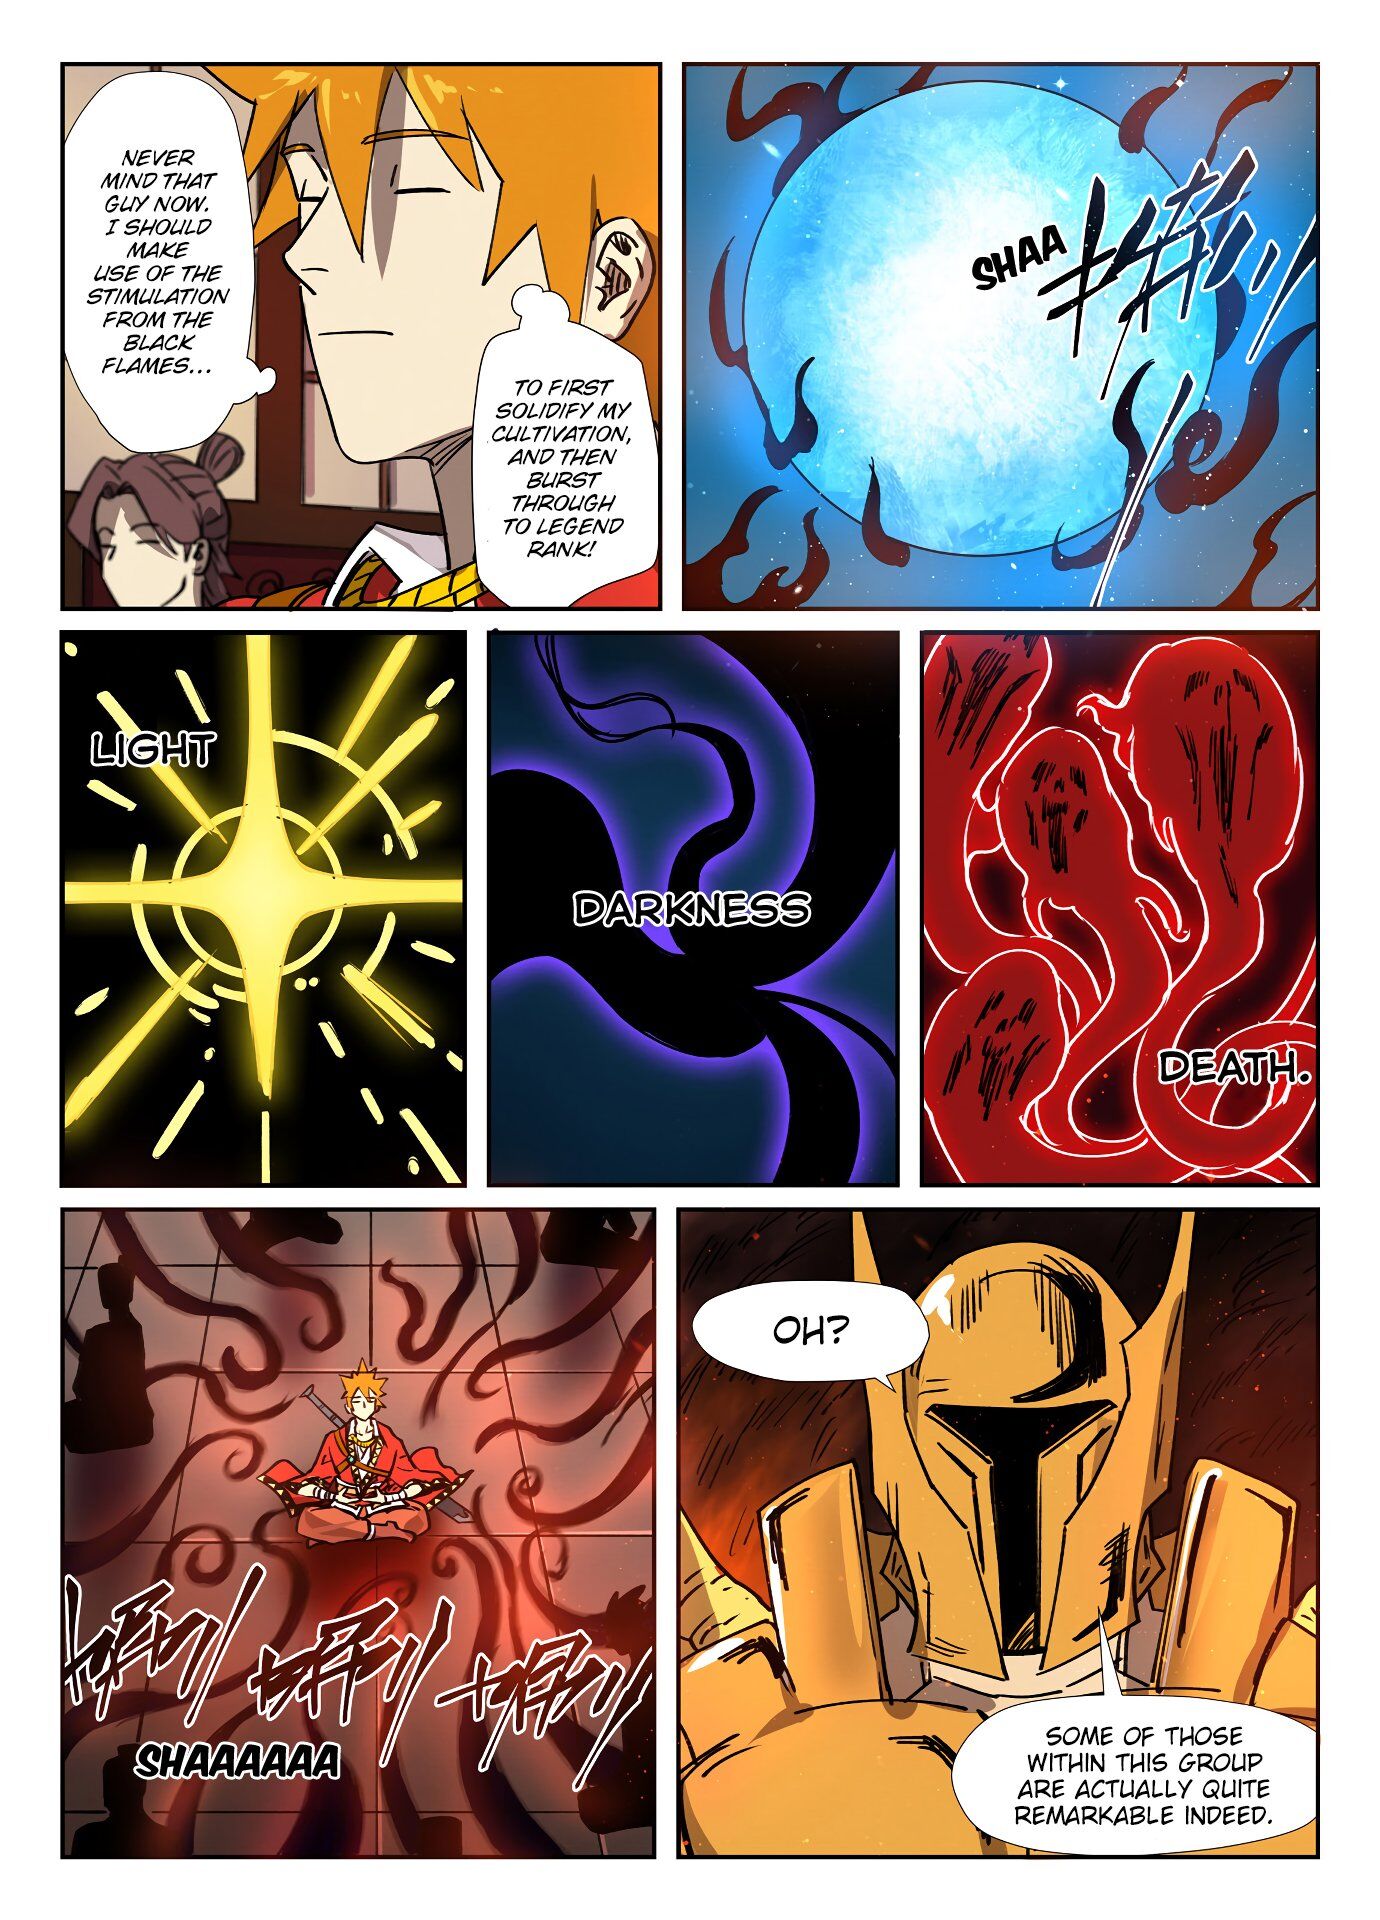 NEVER
MIND THAT
GUY NOW.
I SHOULD
MAKE
USE OF THE
STIMULATION
FROM THE
BLACK
FLAMES...
TO FIRST
SOLIDIFY MY
CULTIVATION,
AND THEN
BURST
THROUGH
TO LEGEND
RANK!
SHAA
LIGHT
DARKNESS
DEATH.
SHAAAAAA
OH?
SOME OF THOSE
WITHIN THIS GROUP
ARE ACTUALLY QUITE
REMARKABLE INDEED.